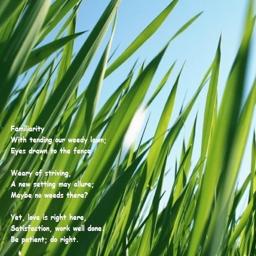 Familiarity
With tending our weedy lawn;
Eyes drawn to the fence.

Weary of striving,
A new setting may allure;
Maybe no weeds there?

Yet, love is right here,
Satisfaction, work well done.
Be patient; do right.